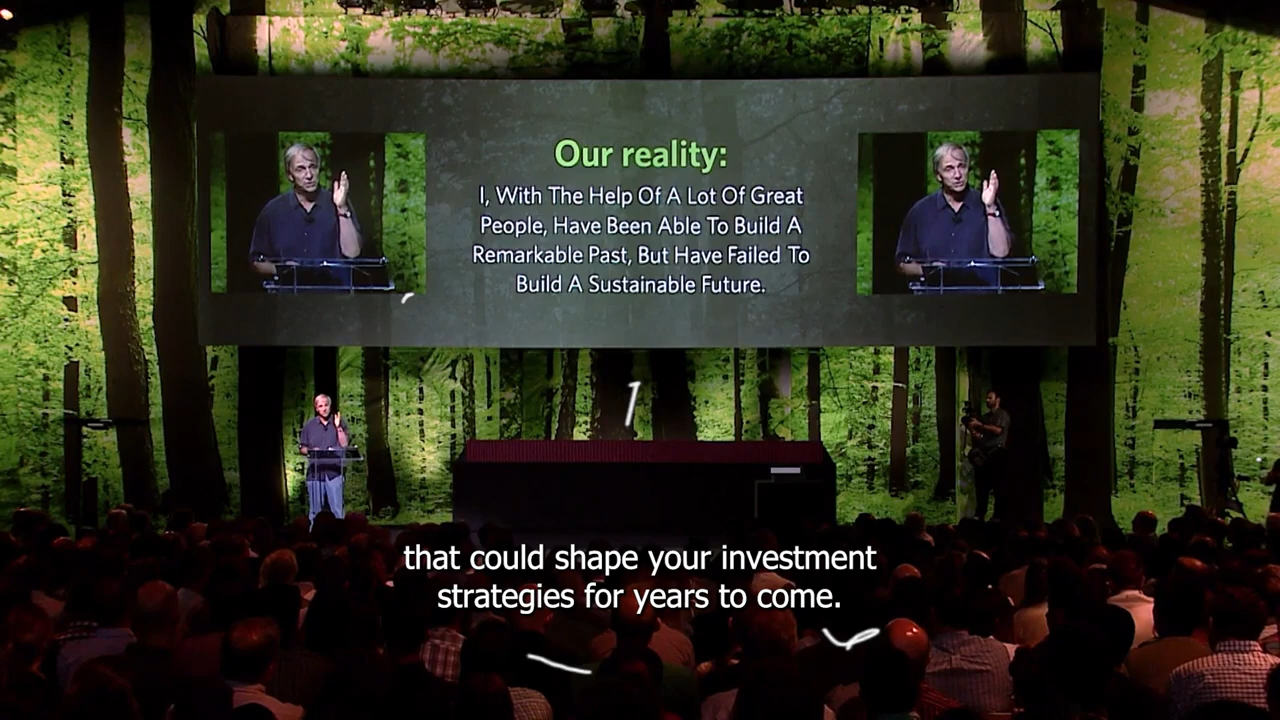 Our reality:
I, With The Help Of A Lot Of Great
People, Have Been Able To Build A
Remarkable Past, But Have Failed To
Build A Sustainable Future.
that could shape your investment
strategies for years to come.